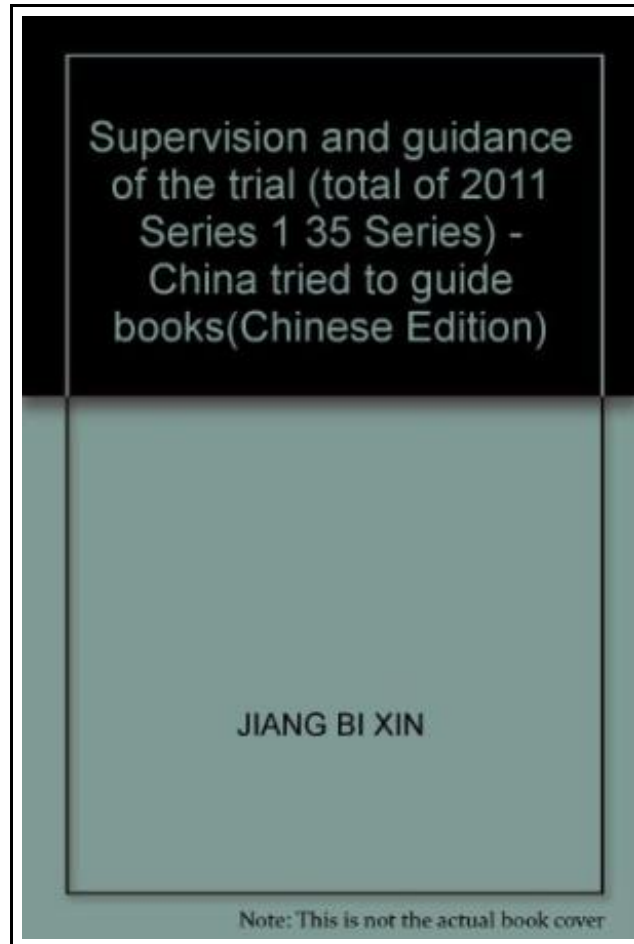 Supervision and guidance
of the trial (total of 2011
Series 1 35 Series) -
China tried to guide
books(Chinese Edition)
JIANG BI XIN
Note: This is not the actual book cover